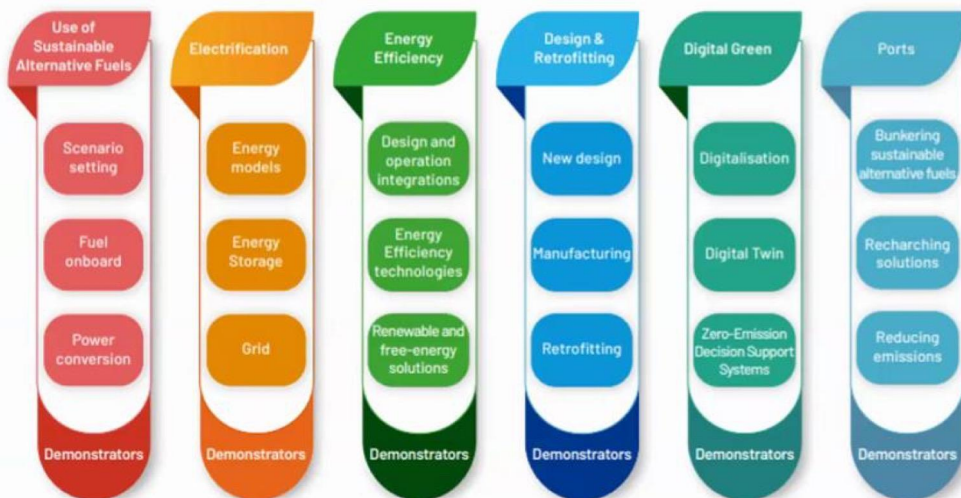 Use of
Sustainable
Alternative Fuels
Scenario
setting
Fuel
onboard
Power
conversion
Demonstrators
Electrification
Energy
models
Energy
Storage
Grid
Demonstrators
Energy
Efficiency
Design and
operation
integrations
Energy
Efficiency
technologies
Renewable and
free-energy
solutions
Demonstrators
Design &
Retrofitting
New design
Manufacturing
Retrofitting
Demonstrators
Digital Green
Digitalisation
Digital Twin
Zero-Emission
Decision Support
Systems
Demonstrators
Ports
Bunkering
sustainable
alternative fuels
Recharching
solutions
Reducing
emissions
Demonstrators